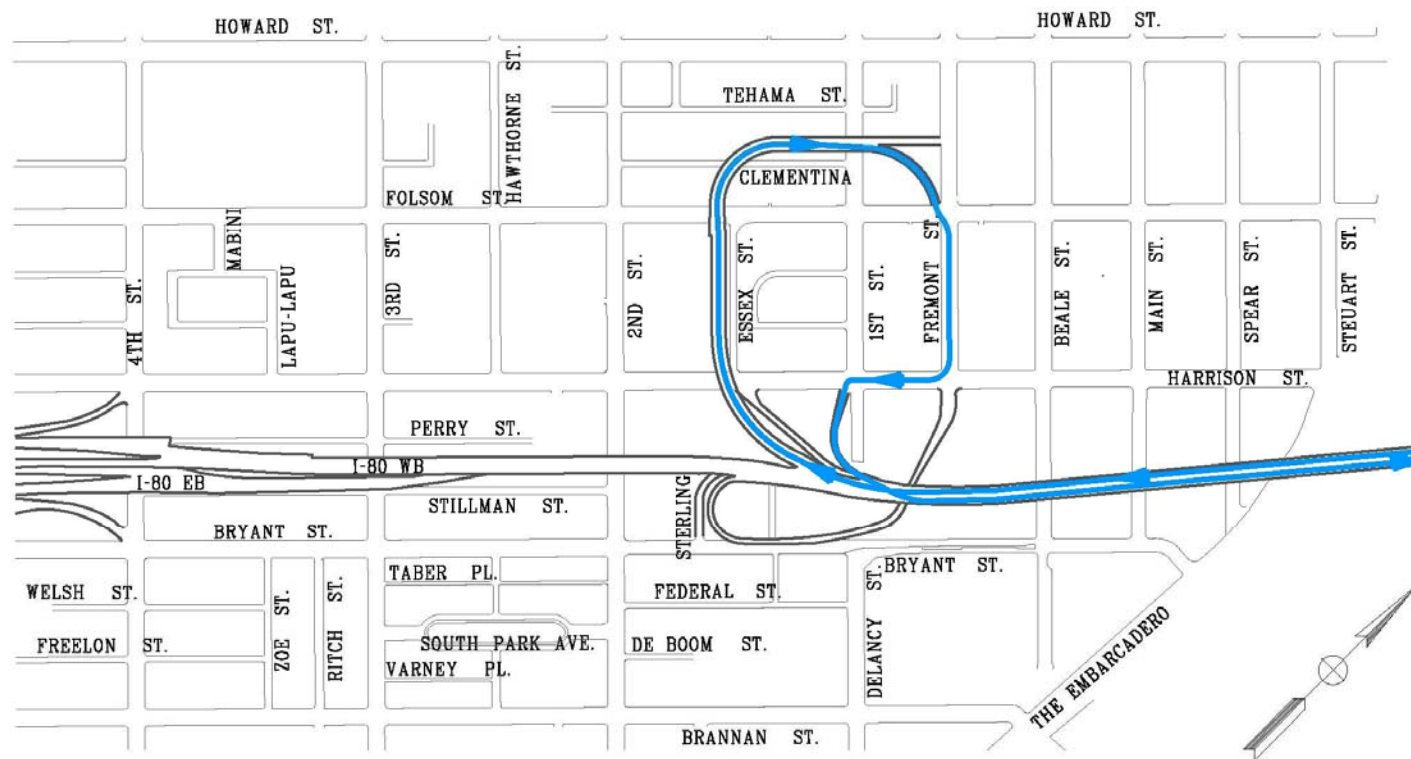 HOWARD ST.
HOWARD ST.
HAWTHORNE ST.
TEHAMA ST.
CLEMENTINA
FOLSOM ST.
MABINI
LAPU-LAPU
4TH ST.
3RD ST.
2ND ST.
ESSEX ST.
1ST ST.
FREMONT ST
BEALE ST.
MAIN ST.
SPEAR ST.
STEUART ST.
HARRISON ST.
PERRY ST.
I-80 WB
I-80 EB
STILLMAN ST.
STERLING
BRYANT ST.
BRYANT ST.
TABER PL.
FEDERAL ST.
WELSH ST.
ZOE ST.
RITCH ST.
FREELON ST.
SOUTH PARK AVE.
DE BOOM ST.
VARNEY PL.
DELANCY ST.
THE EMBARCADERO
BRANNAN ST.